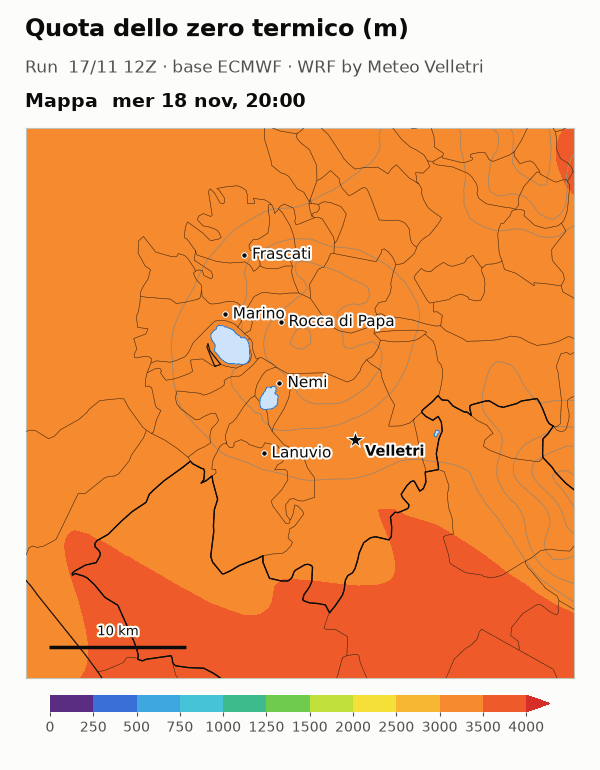 Quota dello zero termico (m)
Run  17/11 12Z · base ECMWF · WRF by Meteo Velletri
Mappa  mer 18 nov, 20:00
Frascati
Marino
Rocca di Papa
Nemi
Velletri
Lanuvio
10 km
0 250 500 750 1000 1250 1500 2000 2500 3000 3500 4000